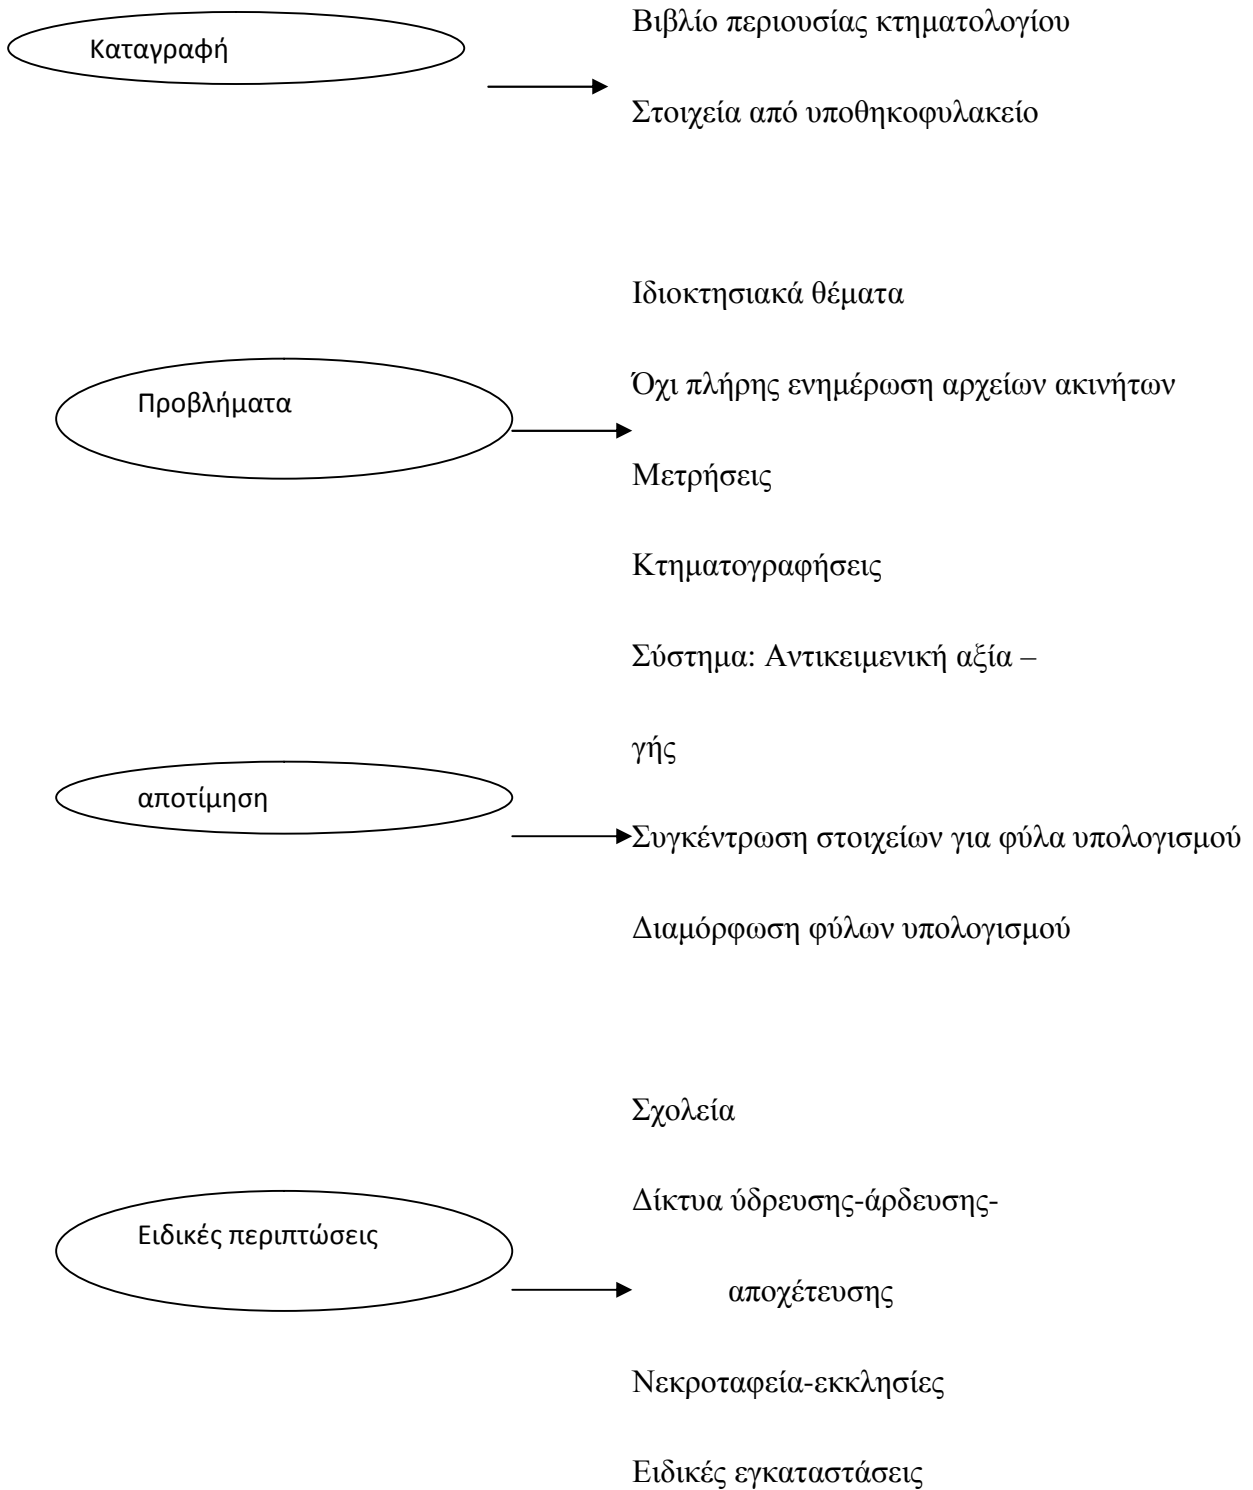 Βιβλίο περιουσίας κτηματολογίου
Καταγραφή
Στοιχεία από υποθηκοφυλακείο
Ιδιοκτησιακά θέματα
Προβλήματα
Όχι πλήρης ενημέρωση αρχείων ακινήτων
Μετρήσεις
Κτηματογραφήσεις
Σύστημα: Αντικειμενική αξία –
γής
αποτίμηση
Συγκέντρωση στοιχείων για φύλα υπολογισμού
Διαμόρφωση φύλων υπολογισμού
Σχολεία
Δίκτυα ύδρευσης-άρδευσης-
Ειδικές περιπτώσεις
αποχέτευσης
Νεκροταφεία-εκκλησίες
Ειδικές εγκαταστάσεις